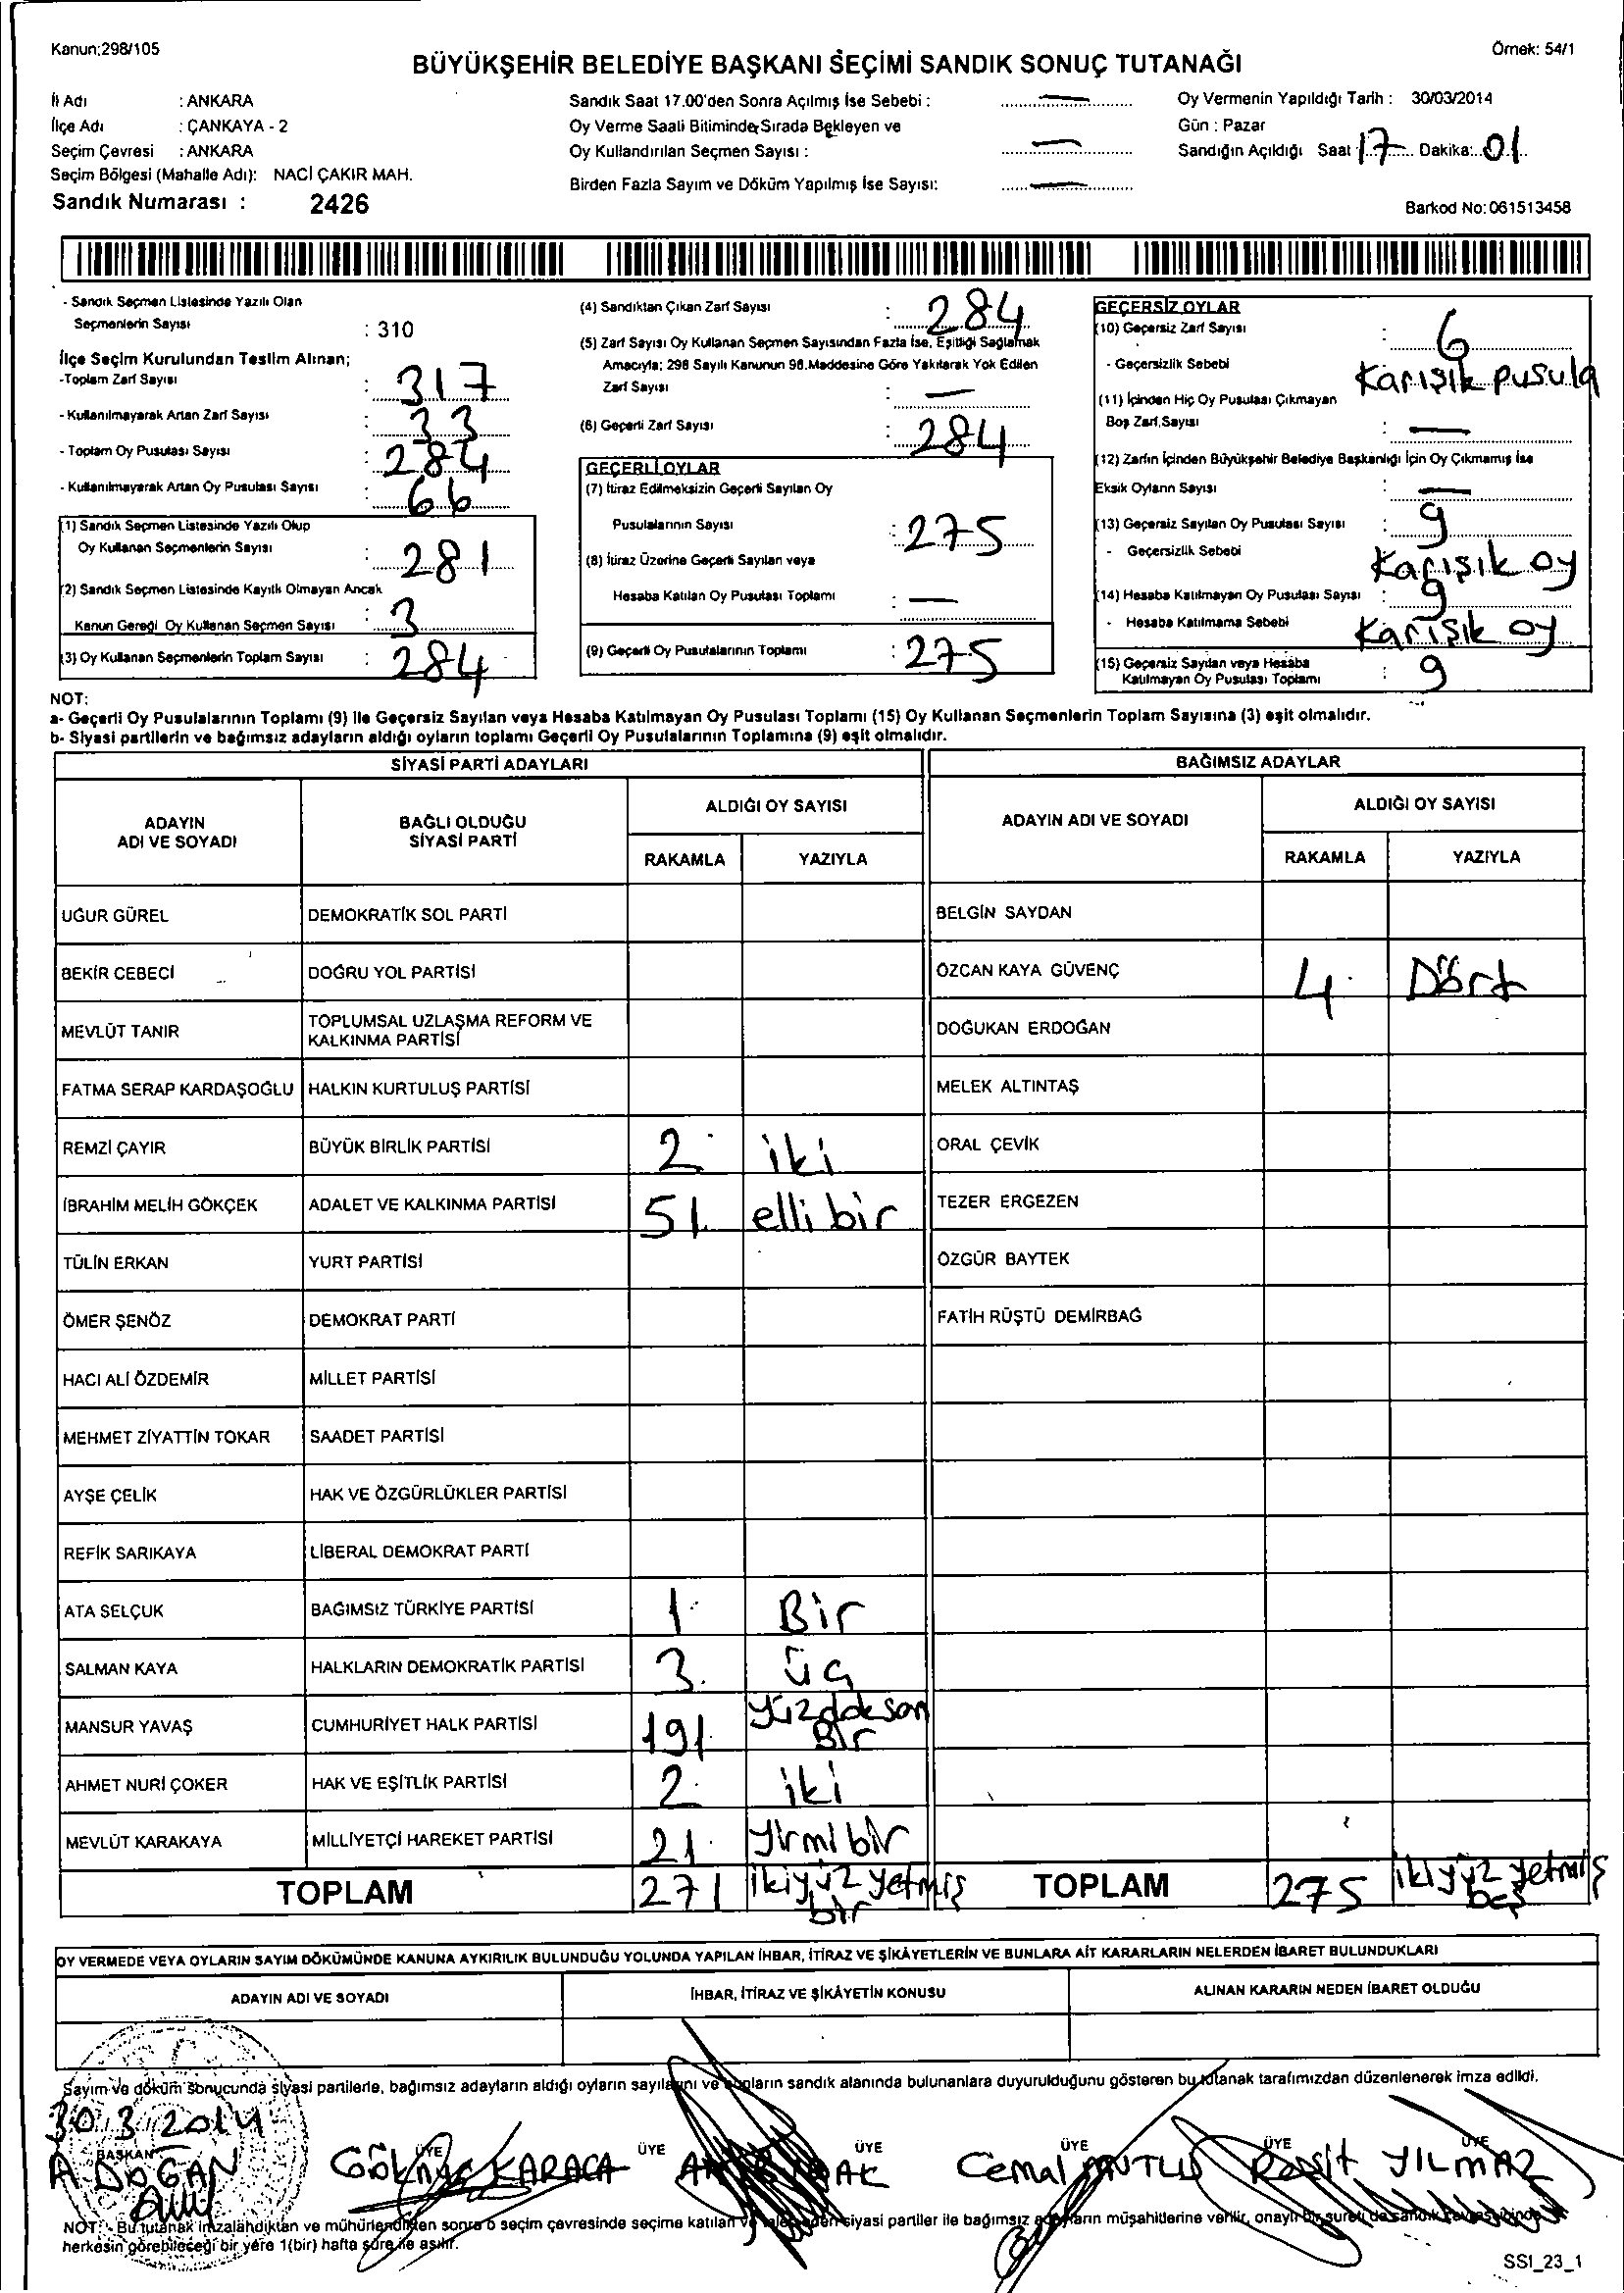 Kanun;298/105
Örnek: 54/1
BÜYÜKŞEHİR BELEDİYE BAŞKANI SEÇİMİ SANDIK SONUÇ TUTANAĞI
İl Adı : ANKARA
İlçe Adı : ÇANKAYA - 2
Seçim Çevresi : ANKARA
Seçim Bölgesi (Mahalle Adı): NACİ ÇAKIR MAH.
Sandık Numarası : 2426
Sandık Saat 17.00'den Sonra Açılmış İse Sebebi : —
Oy Verme Saati Bitiminde Sırada Bekleyen ve
Oy Kullandırılan Seçmen Sayısı : —
Birden Fazla Sayım ve Döküm Yapılmış İse Sayısı: —
Oy Vermenin Yapıldığı Tarih : 30/03/2014
Gün : Pazar
Sandığın Açıldığı Saat 17 Dakika: 01
Barkod No: 061513458
- Sandık Seçmen Listesinde Yazılı Olan
Seçmenlerin Sayısı : 310
İlçe Seçim Kurulundan Teslim Alınan;
-Toplam Zarf Sayısı : 317
- Kullanılmayarak Artan Zarf Sayısı : 33
- Toplam Oy Pusulası Sayısı : 284
- Kullanılmayarak Artan Oy Pusulası Sayısı : 66
(1) Sandık Seçmen Listesinde Yazılı Olup
Oy Kullanan Seçmenlerin Sayısı : 281
(2) Sandık Seçmen Listesinde Kayıtlı Olmayan Ancak
Kanun Gereği Oy Kullanan Seçmen Sayısı : 3
(3) Oy Kullanan Seçmenlerin Toplam Sayısı : 284
(4) Sandıktan Çıkan Zarf Sayısı : 284
(5) Zarf Sayısı Oy Kullanan Seçmen Sayısından Fazla İse, Eşitliği Sağlamak
Amacıyla; 298 Sayılı Kanunun 98.Maddesine Göre Yakılarak Yok Edilen
Zarf Sayısı : —
(6) Geçerli Zarf Sayısı : 284
GEÇERLİ OYLAR
(7) İtiraz Edilmeksizin Geçerli Sayılan Oy
Pusulalarının Sayısı : 275
(8) İtiraz Üzerine Geçerli Sayılan veya
Hesaba Katılan Oy Pusulası Toplamı : —
(9) Geçerli Oy Pusulalarının Toplamı : 275
GEÇERSİZ OYLAR
(10) Geçersiz Zarf Sayısı : 6
- Geçersizlik Sebebi Karışık pusula
(11) İçinden Hiç Oy Pusulası Çıkmayan
Boş Zarf Sayısı : —
(12) Zarfın İçinden Büyükşehir Belediye Başkanlığı İçin Oy Çıkmamış İse
Eksik Oyların Sayısı : —
(13) Geçersiz Sayılan Oy Pusulası Sayısı : 9
- Geçersizlik Sebebi Karışık oy
(14) Hesaba Katılmayan Oy Pusulası Sayısı : 9
- Hesaba Katılmama Sebebi Karışık oy
(15) Geçersiz Sayılan veya Hesaba
Katılmayan Oy Pusulası Toplamı : 9
NOT:
a- Geçerli Oy Pusulalarının Toplamı (9) İle Geçersiz Sayılan veya Hesaba Katılmayan Oy Pusulası Toplamı (15) Oy Kullanan Seçmenlerin Toplam Sayısına (3) eşit olmalıdır.
b- Siyasi partilerin ve bağımsız adayların aldığı oyların toplamı Geçerli Oy Pusulalarının Toplamına (9) eşit olmalıdır.
SİYASİ PARTİ ADAYLARI BAĞIMSIZ ADAYLAR
ADAYIN ADI VE SOYADI BAĞLI OLDUĞU SİYASİ PARTİ ALDIĞI OY SAYISI ADAYIN ADI VE SOYADI ALDIĞI OY SAYISI
RAKAMLA YAZIYLA RAKAMLA YAZIYLA
UĞUR GÜREL DEMOKRATİK SOL PARTİ BELGİN SAYDAN
BEKİR CEBECİ DOĞRU YOL PARTİSİ ÖZCAN KAYA GÜVENÇ 4 Dört
MEVLÜT TANIR TOPLUMSAL UZLAŞMA REFORM VE KALKINMA PARTİSİ DOĞUKAN ERDOĞAN
FATMA SERAP KARDAŞOĞLU HALKIN KURTULUŞ PARTİSİ MELEK ALTINTAŞ
REMZİ ÇAYIR BÜYÜK BİRLİK PARTİSİ 2 iki ORAL ÇEVİK
İBRAHİM MELİH GÖKÇEK ADALET VE KALKINMA PARTİSİ 51 elli bir TEZER ERGEZEN
TÜLİN ERKAN YURT PARTİSİ ÖZGÜR BAYTEK
ÖMER ŞENÖZ DEMOKRAT PARTİ FATİH RÜŞTÜ DEMİRBAĞ
HACI ALİ ÖZDEMİR MİLLET PARTİSİ
MEHMET ZİYATTİN TOKAR SAADET PARTİSİ
AYŞE ÇELİK HAK VE ÖZGÜRLÜKLER PARTİSİ
REFİK SARIKAYA LİBERAL DEMOKRAT PARTİ
ATA SELÇUK BAĞIMSIZ TÜRKİYE PARTİSİ 1 Bir
SALMAN KAYA HALKLARIN DEMOKRATİK PARTİSİ 3 üç
MANSUR YAVAŞ CUMHURİYET HALK PARTİSİ 191 yüzdoksan Bir
AHMET NURİ ÇOKER HAK VE EŞİTLİK PARTİSİ 2 iki
MEVLÜT KARAKAYA MİLLİYETÇİ HAREKET PARTİSİ 21 yirmi bir
TOPLAM 271 ikiyüz yetmiş bir TOPLAM 275 ikiyüz yetmiş beş
OY VERMEDE VEYA OYLARIN SAYIM DÖKÜMÜNDE KANUNA AYKIRILIK BULUNDUĞU YOLUNDA YAPILAN İHBAR, İTİRAZ VE ŞİKÂYETLERİN VE BUNLARA AİT KARARLARIN NELERDEN İBARET BULUNDUKLARI
ADAYIN ADI VE SOYADI İHBAR, İTİRAZ VE ŞİKÂYETİN KONUSU ALINAN KARARIN NEDEN İBARET OLDUĞU
Sayım ve döküm sonucunda siyasi partilerle, bağımsız adayların aldığı oyların sayılarını ve bunların sandık alanında bulunanlara duyurulduğunu gösteren bu tutanak tarafımızdan düzenlenerek imza edildi.
30.3.2014
BAŞKAN ÜYE ÜYE ÜYE ÜYE ÜYE ÜYE
A. DOĞAN GÖKNUR KARACA Cemal MUTLU Reşit YILMAZ
NOT: - Bu tutanak imzalandıktan ve mühürlendikten sonra o seçim çevresinde seçime katılan ve siyasi partiler ile bağımsız adayların müşahitlerine verilir, onaylı bir sureti de sandık
herkesin görebileceği bir yere 1(bir) hafta süre ile asılır.
SSI_23_1